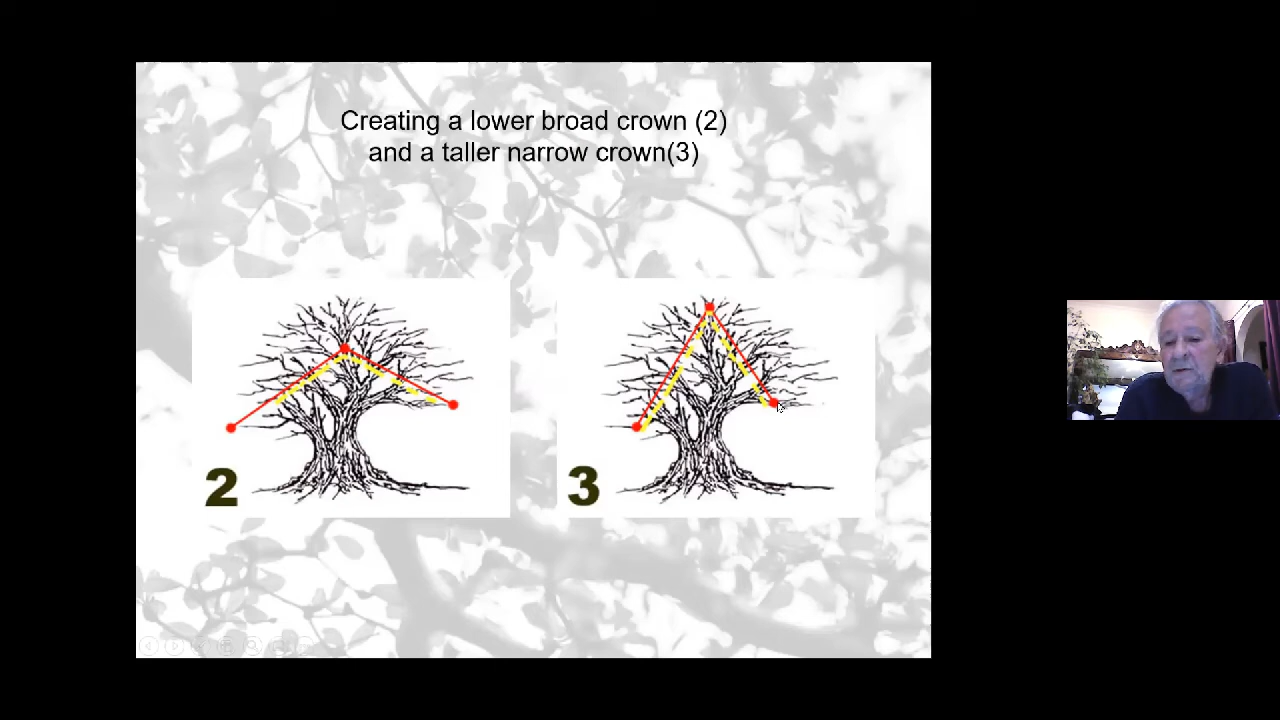 Creating a lower broad crown (2)
and a taller narrow crown(3)
2
3